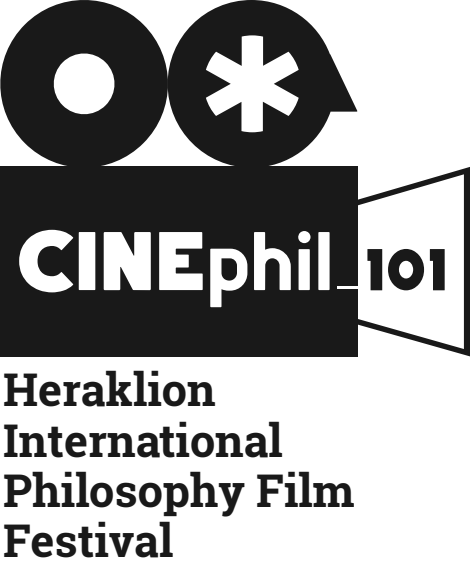 CINEphil_101
Heraklion
International
Philosophy Film
Festival